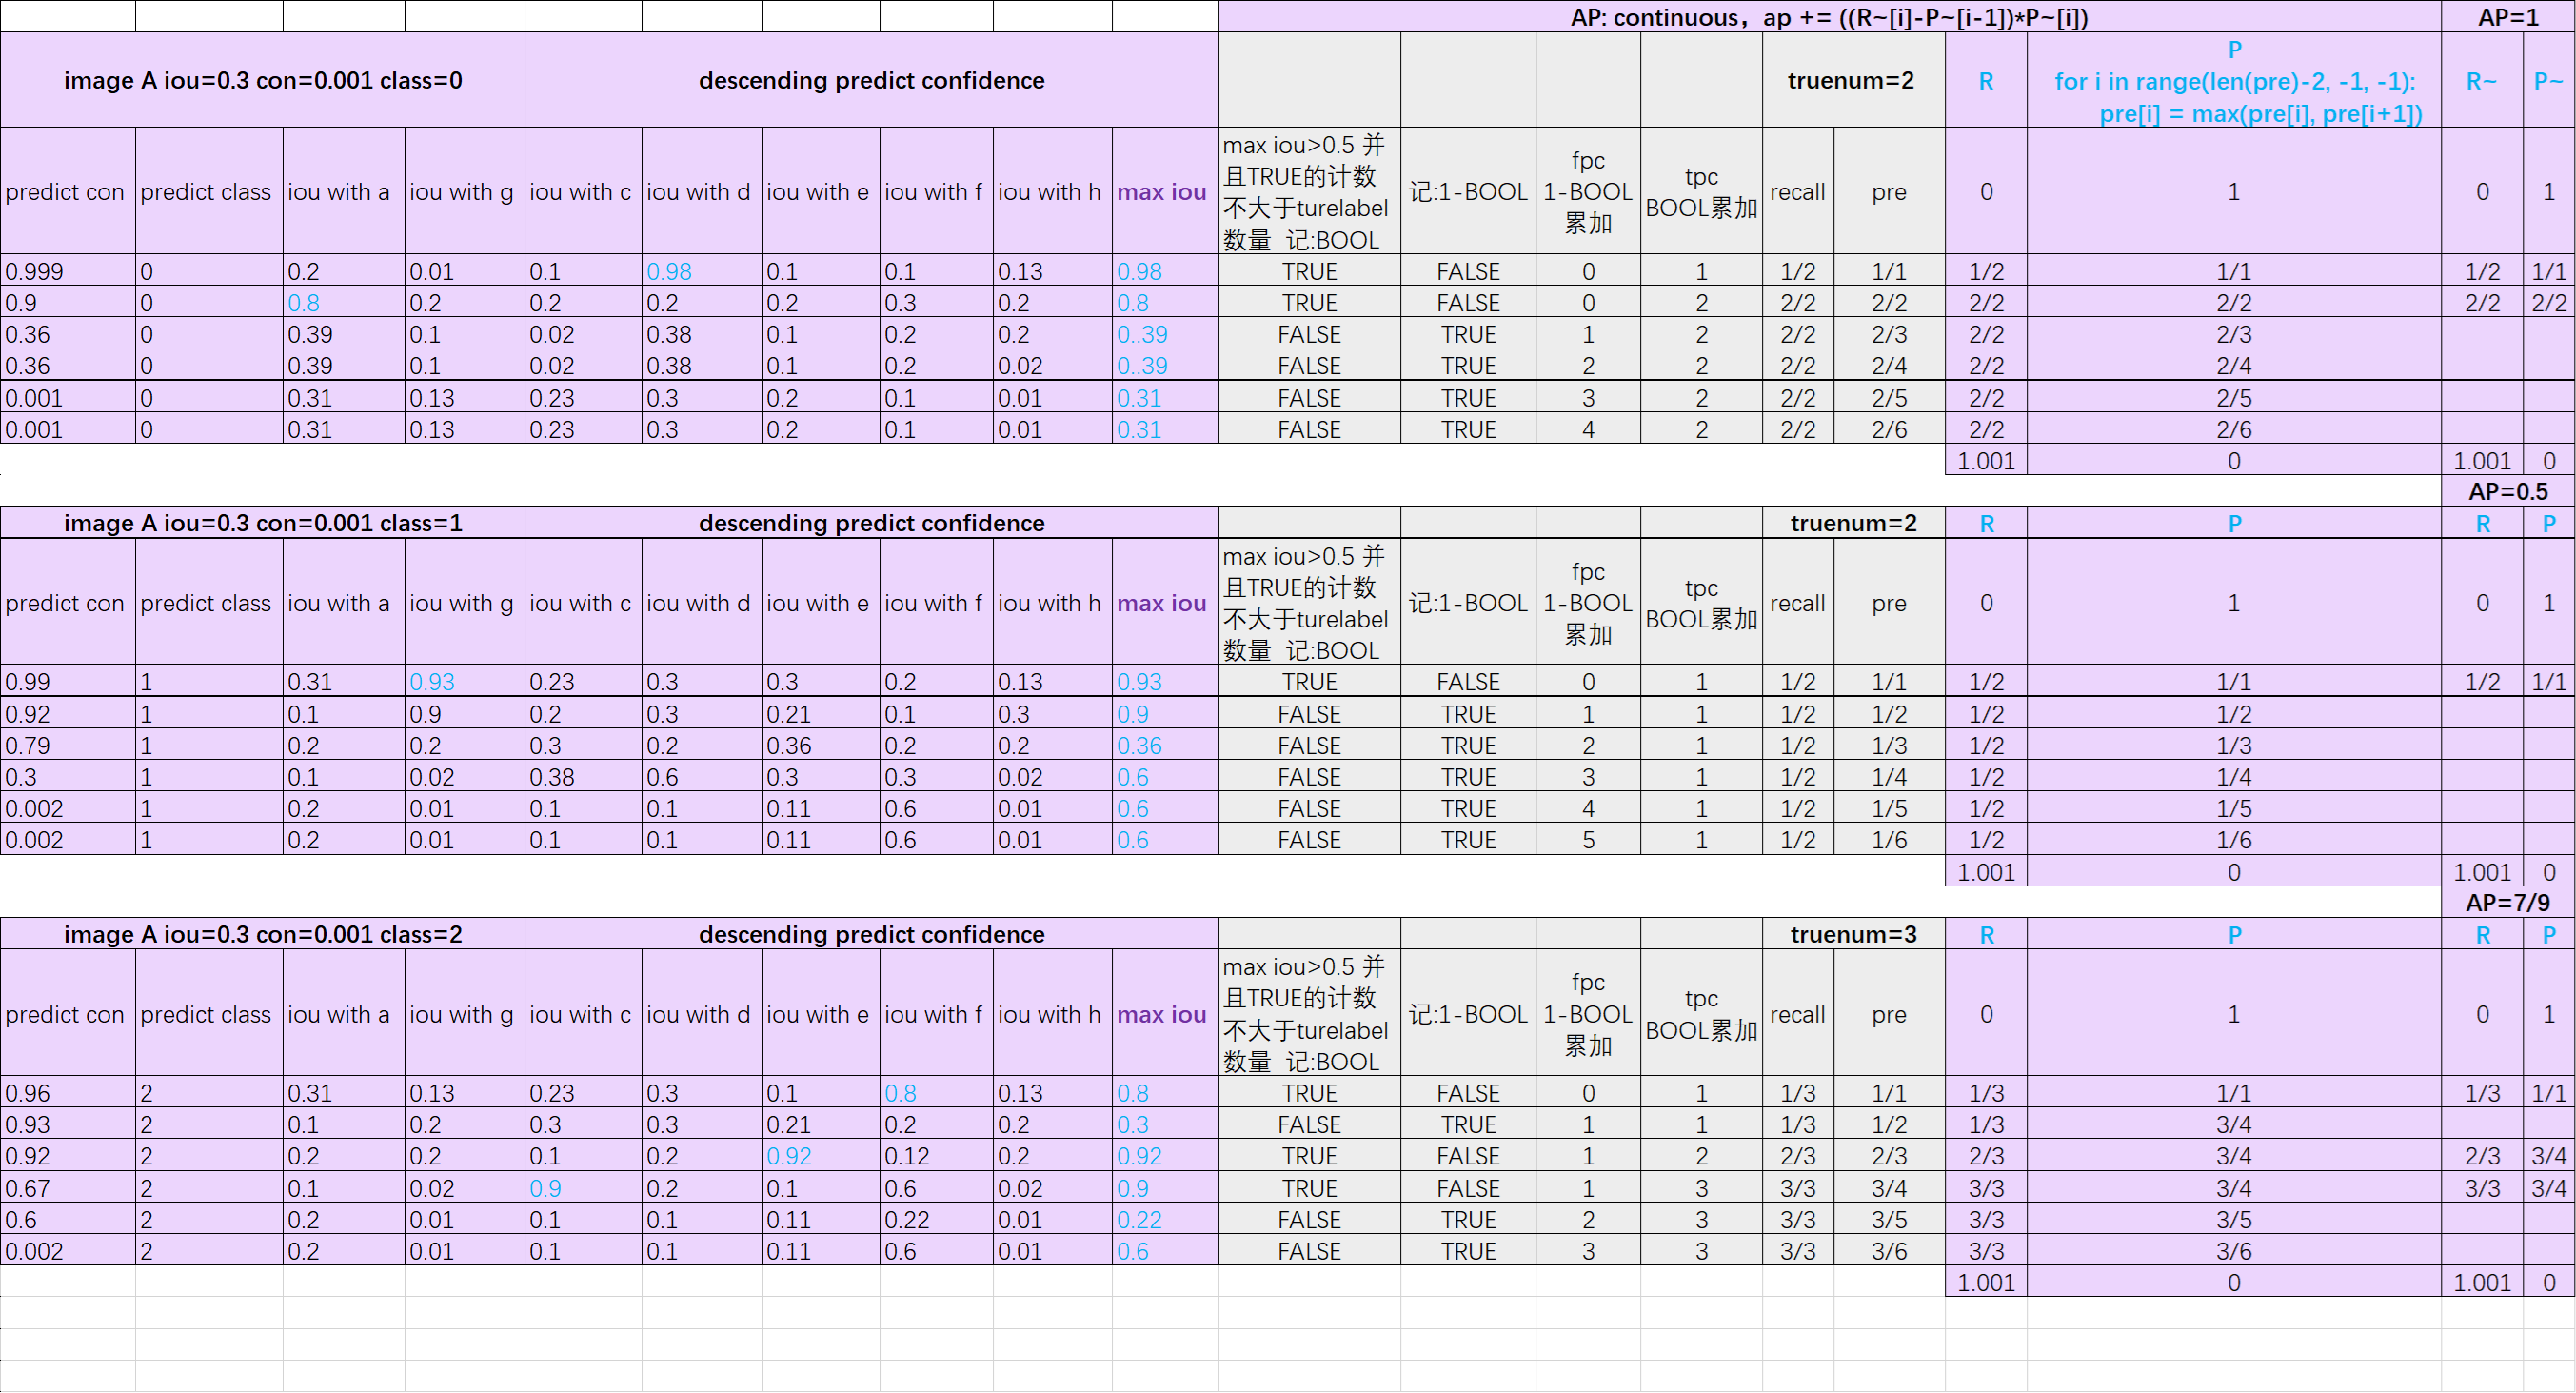 AP: continuous，ap += ((R~[i]-P~[i-1])*P~[i]) AP=1
image A iou=0.3 con=0.001 class=0 descending predict confidence truenum=2 R P R~ P~
for i in range(len(pre)-2, -1, -1):
pre[i] = max(pre[i], pre[i+1])
predict con predict class iou with a iou with g iou with c iou with d iou with e iou with f iou with h max iou max iou>0.5 并 记:1-BOOL fpc tpc recall pre 0 1 0 1
且TRUE的计数 1-BOOL BOOL累加
不大于turelabel 累加
数量 记:BOOL
0.999 0 0.2 0.01 0.1 0.98 0.1 0.1 0.13 0.98 TRUE FALSE 0 1 1/2 1/1 1/2 1/1 1/2 1/1
0.9 0 0.8 0.2 0.2 0.2 0.2 0.3 0.2 0.8 TRUE FALSE 0 2 2/2 2/2 2/2 2/2 2/2 2/2
0.36 0 0.39 0.1 0.02 0.38 0.1 0.2 0.2 0..39 FALSE TRUE 1 2 2/2 2/3 2/2 2/3
0.36 0 0.39 0.1 0.02 0.38 0.1 0.2 0.02 0..39 FALSE TRUE 2 2 2/2 2/4 2/2 2/4
0.001 0 0.31 0.13 0.23 0.3 0.2 0.1 0.01 0.31 FALSE TRUE 3 2 2/2 2/5 2/2 2/5
0.001 0 0.31 0.13 0.23 0.3 0.2 0.1 0.01 0.31 FALSE TRUE 4 2 2/2 2/6 2/2 2/6
1.001 0 1.001 0
AP=0.5
image A iou=0.3 con=0.001 class=1 descending predict confidence truenum=2 R P R P
predict con predict class iou with a iou with g iou with c iou with d iou with e iou with f iou with h max iou max iou>0.5 并 记:1-BOOL fpc tpc recall pre 0 1 0 1
且TRUE的计数 1-BOOL BOOL累加
不大于turelabel 累加
数量 记:BOOL
0.99 1 0.31 0.93 0.23 0.3 0.3 0.2 0.13 0.93 TRUE FALSE 0 1 1/2 1/1 1/2 1/1 1/2 1/1
0.92 1 0.1 0.9 0.2 0.3 0.21 0.1 0.3 0.9 FALSE TRUE 1 1 1/2 1/2 1/2 1/2
0.79 1 0.2 0.2 0.3 0.2 0.36 0.2 0.2 0.36 FALSE TRUE 2 1 1/2 1/3 1/2 1/3
0.3 1 0.1 0.02 0.38 0.6 0.3 0.3 0.02 0.6 FALSE TRUE 3 1 1/2 1/4 1/2 1/4
0.002 1 0.2 0.01 0.1 0.1 0.11 0.6 0.01 0.6 FALSE TRUE 4 1 1/2 1/5 1/2 1/5
0.002 1 0.2 0.01 0.1 0.1 0.11 0.6 0.01 0.6 FALSE TRUE 5 1 1/2 1/6 1/2 1/6
1.001 0 1.001 0
AP=7/9
image A iou=0.3 con=0.001 class=2 descending predict confidence truenum=3 R P R P
predict con predict class iou with a iou with g iou with c iou with d iou with e iou with f iou with h max iou max iou>0.5 并 记:1-BOOL fpc tpc recall pre 0 1 0 1
且TRUE的计数 1-BOOL BOOL累加
不大于turelabel 累加
数量 记:BOOL
0.96 2 0.31 0.13 0.23 0.3 0.1 0.8 0.13 0.8 TRUE FALSE 0 1 1/3 1/1 1/3 1/1 1/3 1/1
0.93 2 0.1 0.2 0.3 0.3 0.21 0.2 0.2 0.3 FALSE TRUE 1 1 1/3 1/2 1/3 3/4
0.92 2 0.2 0.2 0.1 0.2 0.92 0.12 0.2 0.92 TRUE FALSE 1 2 2/3 2/3 2/3 3/4 2/3 3/4
0.67 2 0.1 0.02 0.9 0.2 0.1 0.6 0.02 0.9 TRUE FALSE 1 3 3/3 3/4 3/3 3/4 3/3 3/4
0.6 2 0.2 0.01 0.1 0.1 0.11 0.22 0.01 0.22 FALSE TRUE 2 3 3/3 3/5 3/3 3/5
0.002 2 0.2 0.01 0.1 0.1 0.11 0.6 0.01 0.6 FALSE TRUE 3 3 3/3 3/6 3/3 3/6
1.001 0 1.001 0